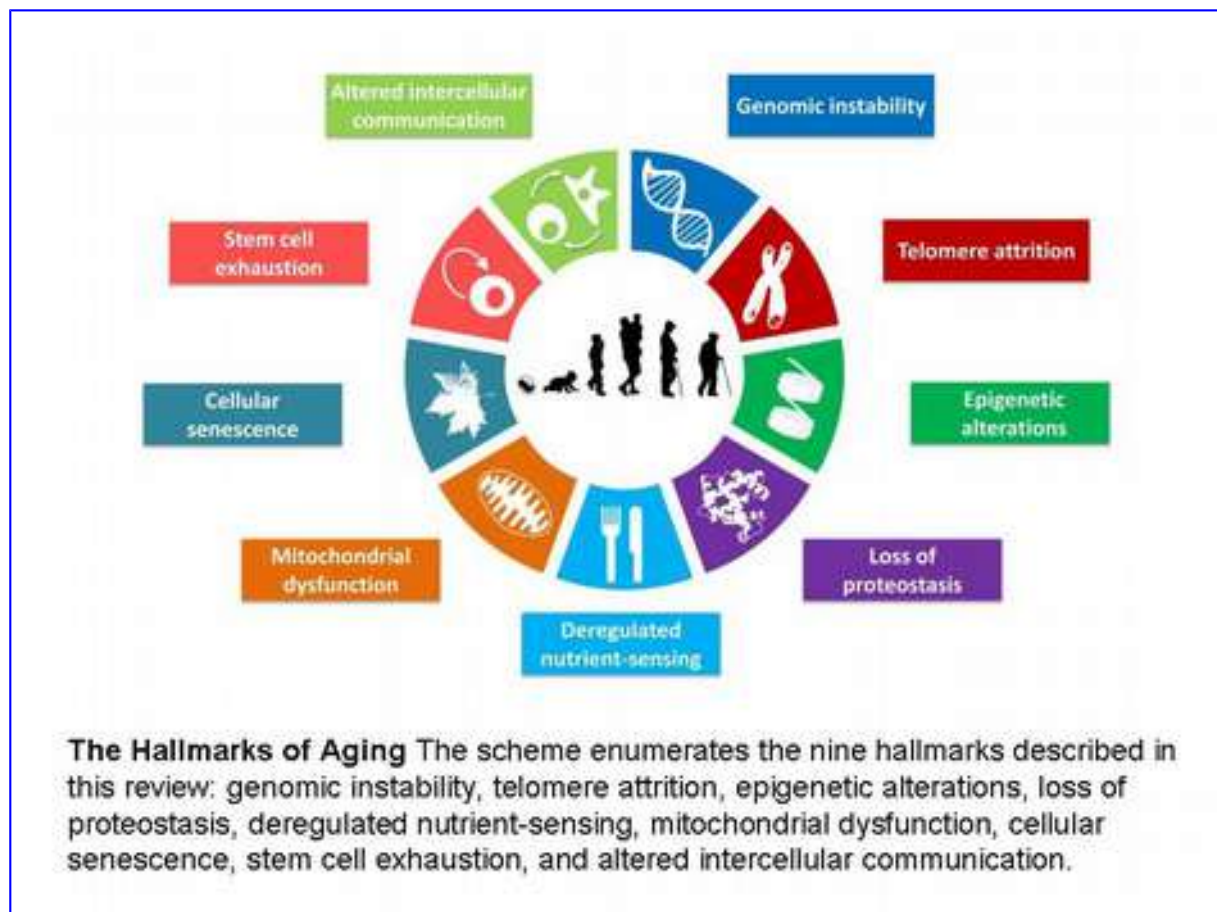 Altered intercellular
communication
Genomic instability
Stem cell
exhaustion
Telomere attrition
Cellular
senescence
Epigenetic
alterations
Mitochondrial
dysfunction
Loss of
proteostasis
Deregulated
nutrient-sensing
The Hallmarks of Aging The scheme enumerates the nine hallmarks described in
this review: genomic instability, telomere attrition, epigenetic alterations, loss of
proteostasis, deregulated nutrient-sensing, mitochondrial dysfunction, cellular
senescence, stem cell exhaustion, and altered intercellular communication.